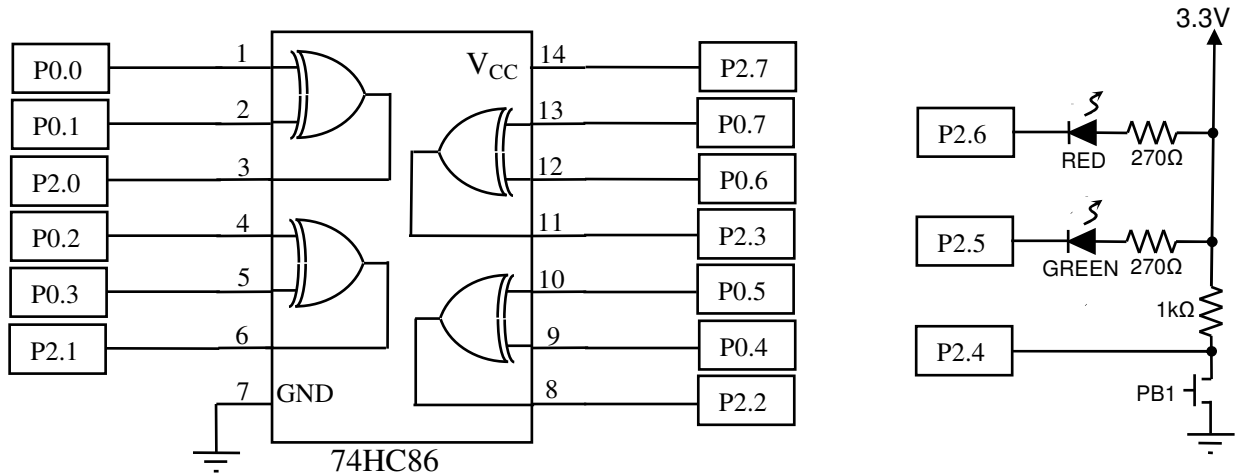 3.3V
P0.0 1 V_CC 14 P2.7
P0.1 2 13 P0.7
P2.0 3 12 P0.6
P0.2 4 11 P2.3
P0.3 5 10 P0.5
P2.1 6 9 P0.4
7 GND 8 P2.2
74HC86
P2.6 RED 270Ω
P2.5 GREEN 270Ω
1kΩ
P2.4
PB1